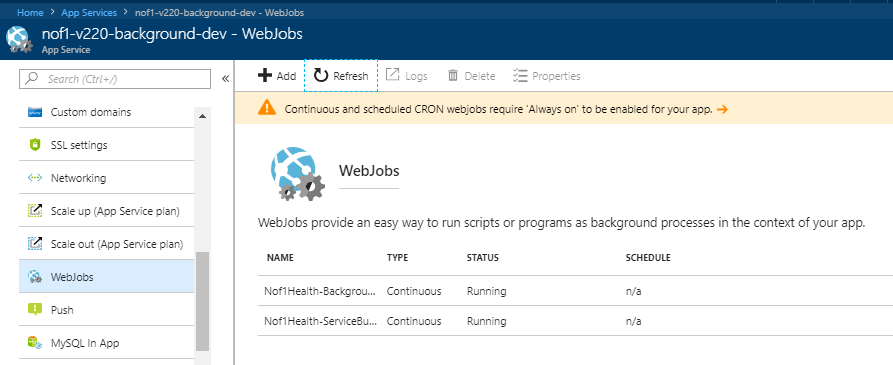 Home > App Services > nof1-v220-background-dev - WebJobs
nof1-v220-background-dev - WebJobs
App Service
Search (Ctrl+/)
«
Custom domains
SSL settings
Networking
Scale up (App Service plan)
Scale out (App Service plan)
WebJobs
Push
MySQL In App
Add Refresh Logs Delete Properties
Continuous and scheduled CRON webjobs require 'Always on' to be enabled for your app. →
WebJobs
WebJobs provide an easy way to run scripts or programs as background processes in the context of your app.
NAME TYPE STATUS SCHEDULE
Nof1Health-Backgrou... Continuous Running n/a
Nof1Health-ServiceBu... Continuous Running n/a